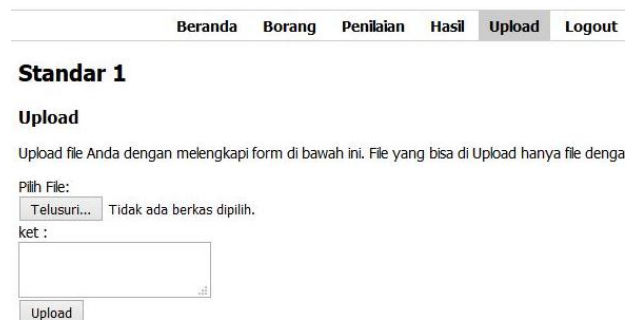 Beranda Borang Penilaian Hasil Upload Logout
Standar 1
Upload
Upload file Anda dengan melengkapi form di bawah ini. File yang bisa di Upload hanya file denga
Pilih File:
Telusuri... Tidak ada berkas dipilih.
ket :
Upload